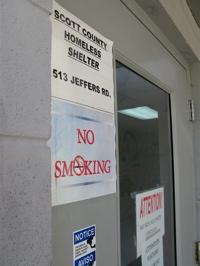 SCOTT COUNTY
HOMELESS
SHELTER
513 JEFFERS RD.
NO
SMOKING
NOTICE
AVISO
ATTENTION